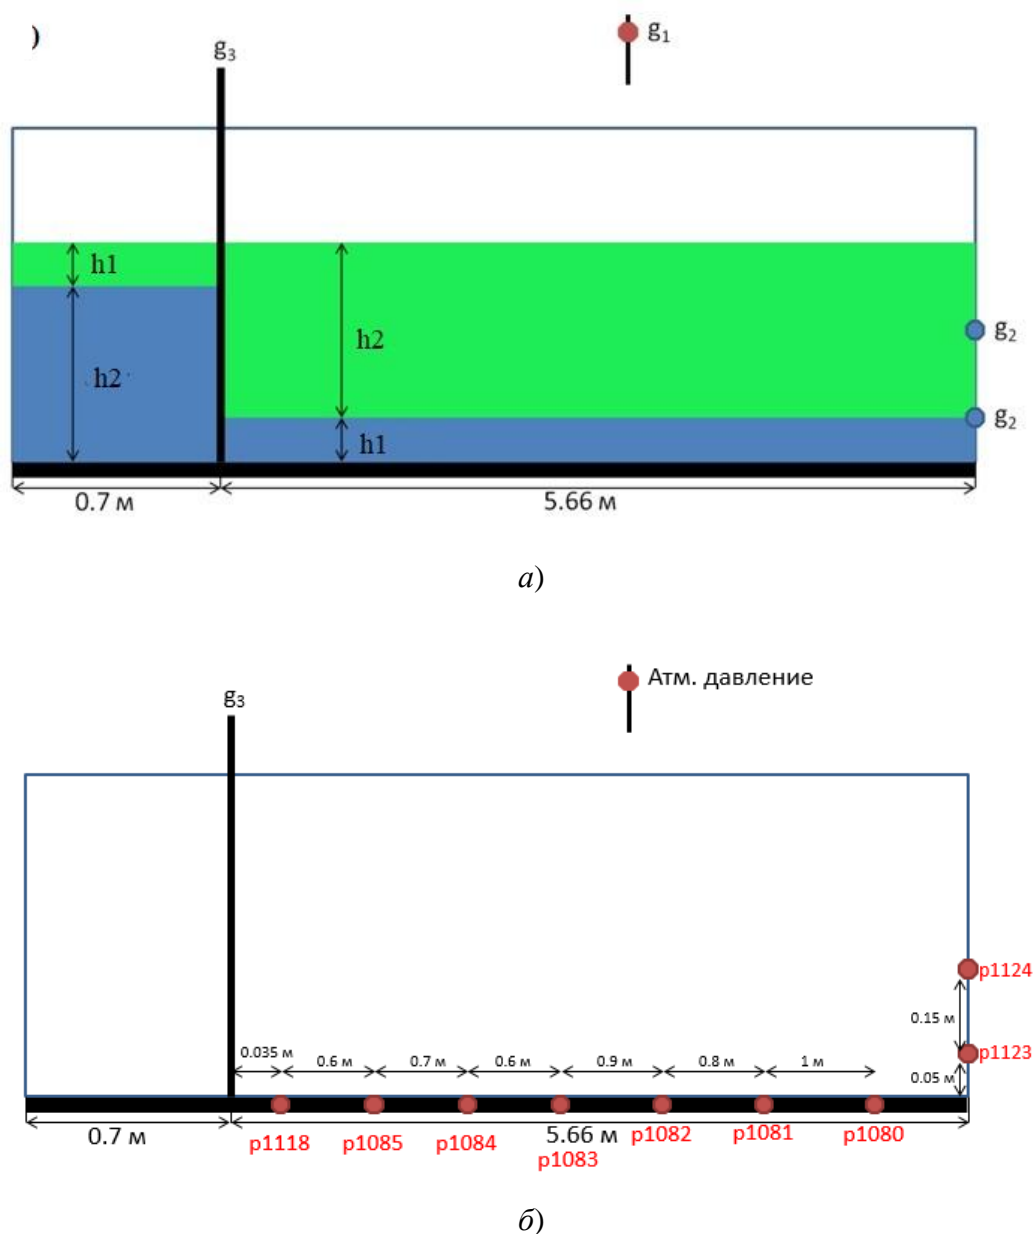 )
g₁
g₃
h1
h2
h2
g₂
h1
g₂
0.7 м
5.66 м
а)
Атм. давление
g₃
p1124
0.15 м
0.035 м
0.6 м
0.7 м
0.6 м
0.9 м
0.8 м
1 м
p1123
0.05 м
0.7 м
5.66 м
p1118
p1085
p1084
p1083
p1082
p1081
p1080
б)